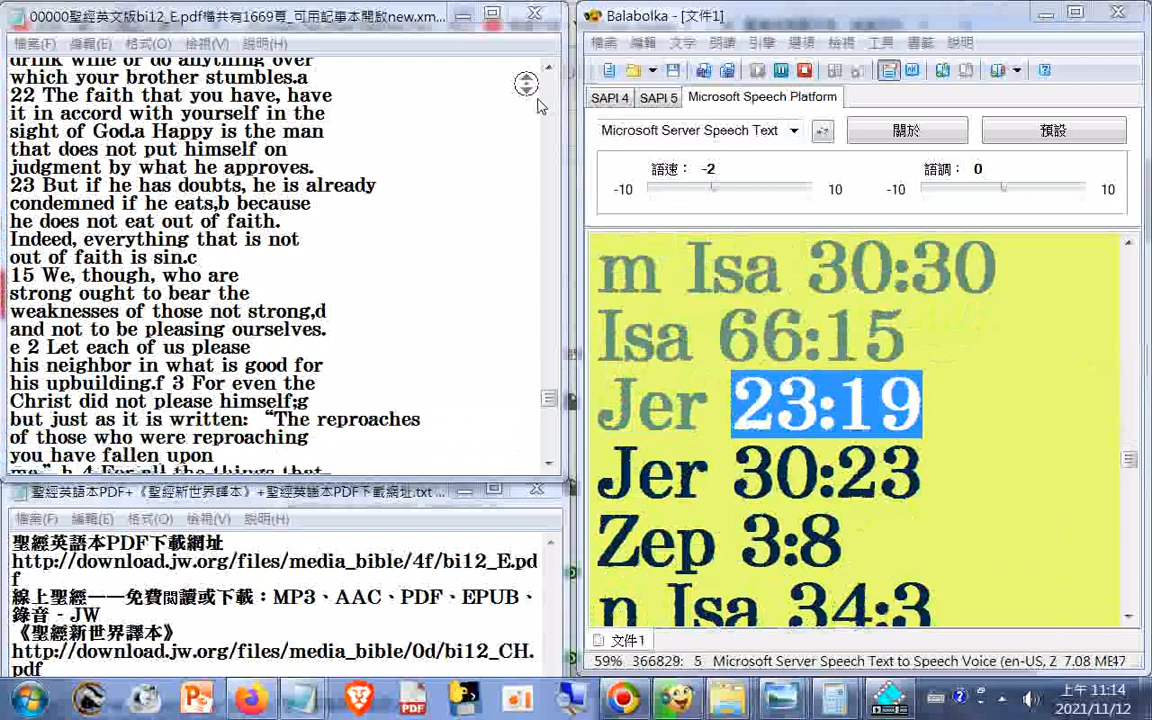 00000聖經英文版bi12_E.pdf檔共有1669頁_可用記事本開啟new.xm...
檔案(F) 編輯(E) 格式(O) 檢視(V) 說明(H)
drink wine or do anything over
which your brother stumbles.a
22 The faith that you have, have
it in accord with yourself in the
sight of God.a Happy is the man
that does not put himself on
judgment by what he approves.
23 But if he has doubts, he is already
condemned if he eats,b because
he does not eat out of faith.
Indeed, everything that is not
out of faith is sin.c
15 We, though, who are
strong ought to bear the
weaknesses of those not strong,d
and not to be pleasing ourselves.
e 2 Let each of us please
his neighbor in what is good for
his upbuilding.f 3 For even the
Christ did not please himself;g
but just as it is written: “The reproaches
of those who were reproaching
you have fallen upon
me.”h 4 For all the things that
聖經英語本PDF+《聖經新世界譯本》+聖經英語本PDF下載網址.txt ...
檔案(F) 編輯(E) 格式(O) 檢視(V) 說明(H)
聖經英語本PDF下載網址
http://download.jw.org/files/media_bible/4f/bi12_E.pd
f
線上聖經——免費閱讀或下載：MP3、AAC、PDF、EPUB、
錄音 - JW
《聖經新世界譯本》
http://download.jw.org/files/media_bible/0d/bi12_CH.
pdf
Balabolka - [文件1]
檔案 編輯 文字 朗讀 引擎 選項 檢視 工具 書籤 說明
SAPI 4 SAPI 5 Microsoft Speech Platform
Microsoft Server Speech Text 關於 預設
語速： -2 語調： 0
-10 10 -10 10
m Isa 30:30
Isa 66:15
Jer 23:19
Jer 30:23
Zep 3:8
n Isa 34:3
文件1
59% 366829: 5 Microsoft Server Speech Text to Speech Voice (en-US, Z 7.08 ME47
上午 11:14
2021/11/12